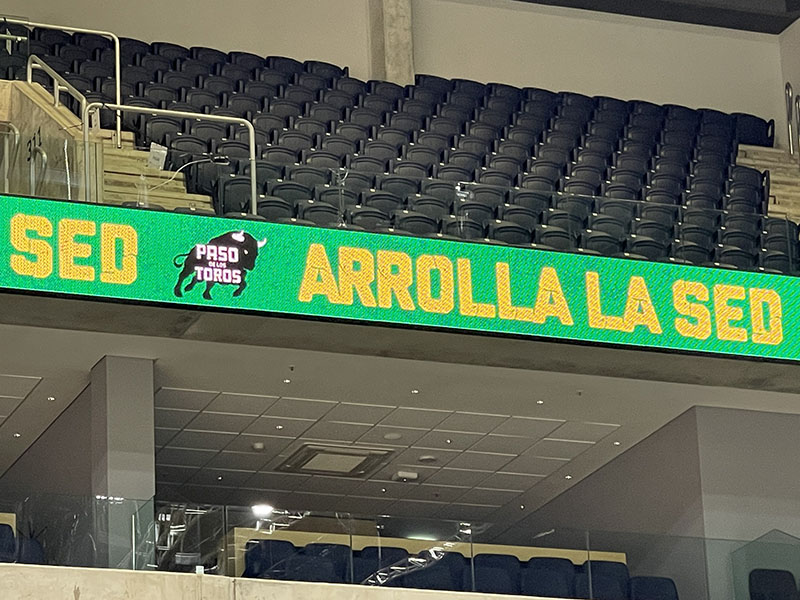 SED
PASO
DE LOS
TOROS
ARROLLA LA SED